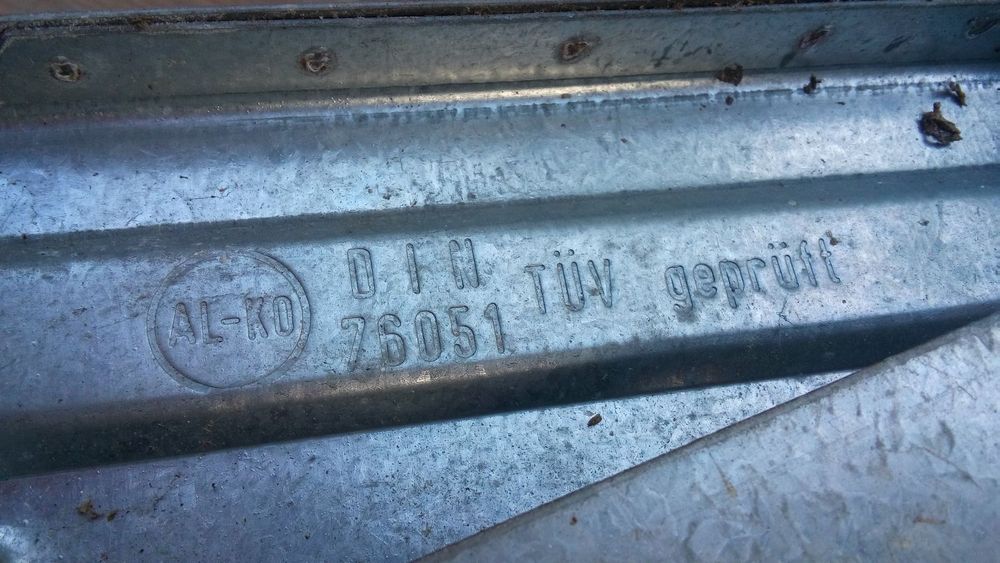 AL-KO
DIN
76051
TÜV geprüft